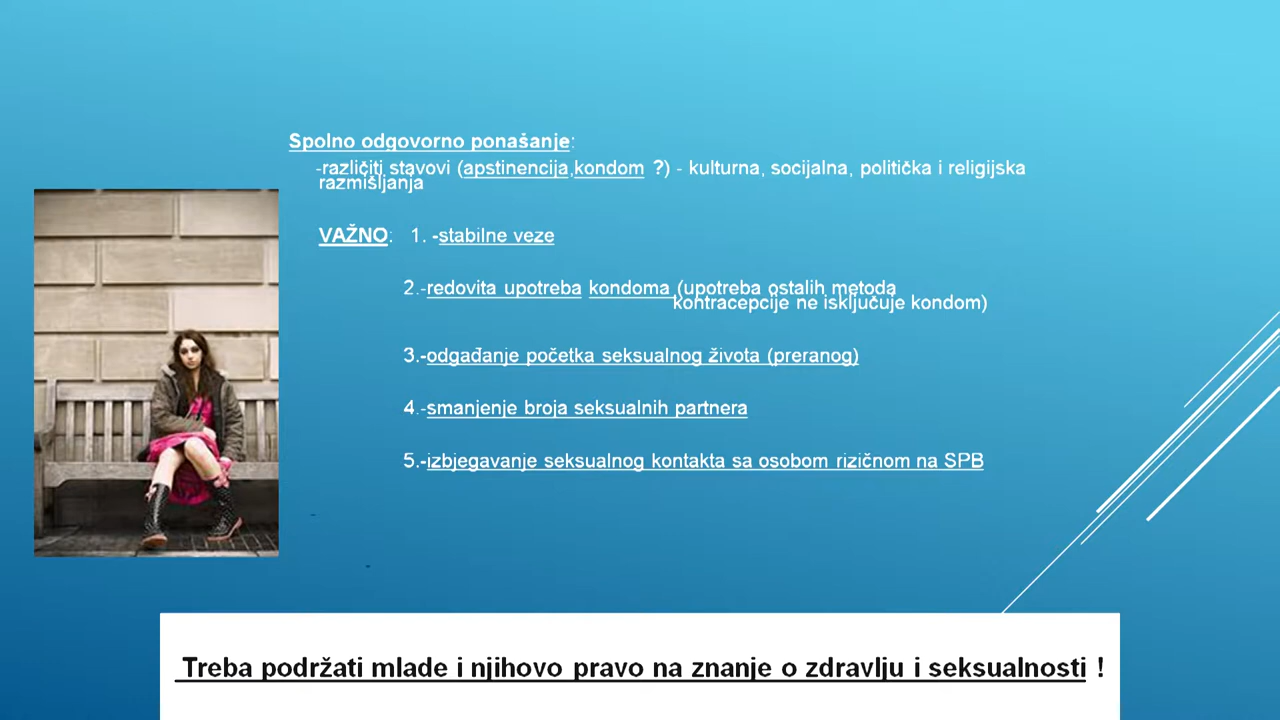 Spolno odgovorno ponašanje:
-različiti stavovi (apstinencija,kondom ?) - kulturna, socijalna, politička i religijska
razmišljanja
VAŽNO: 1. -stabilne veze
2.-redovita upotreba kondoma (upotreba ostalih metoda
kontracepcije ne isključuje kondom)
3.-odgađanje početka seksualnog života (preranog)
4.-smanjenje broja seksualnih partnera
5.-izbjegavanje seksualnog kontakta sa osobom rizičnom na SPB
Treba podržati mlade i njihovo pravo na znanje o zdravlju i seksualnosti !